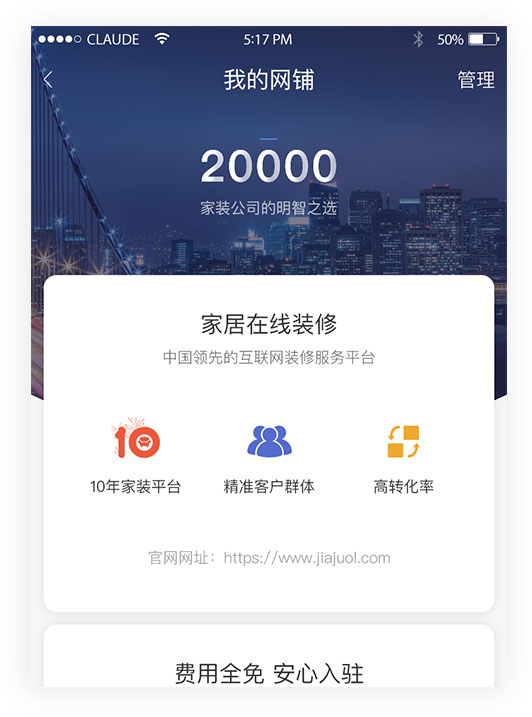 CLAUDE 5:17 PM 50%
我的网铺 管理
20000
家装公司的明智之选
家居在线装修
中国领先的互联网装修服务平台
10
10年家装平台 精准客户群体 高转化率
官网网址：https://www.jiajuol.com
费用全免 安心入驻